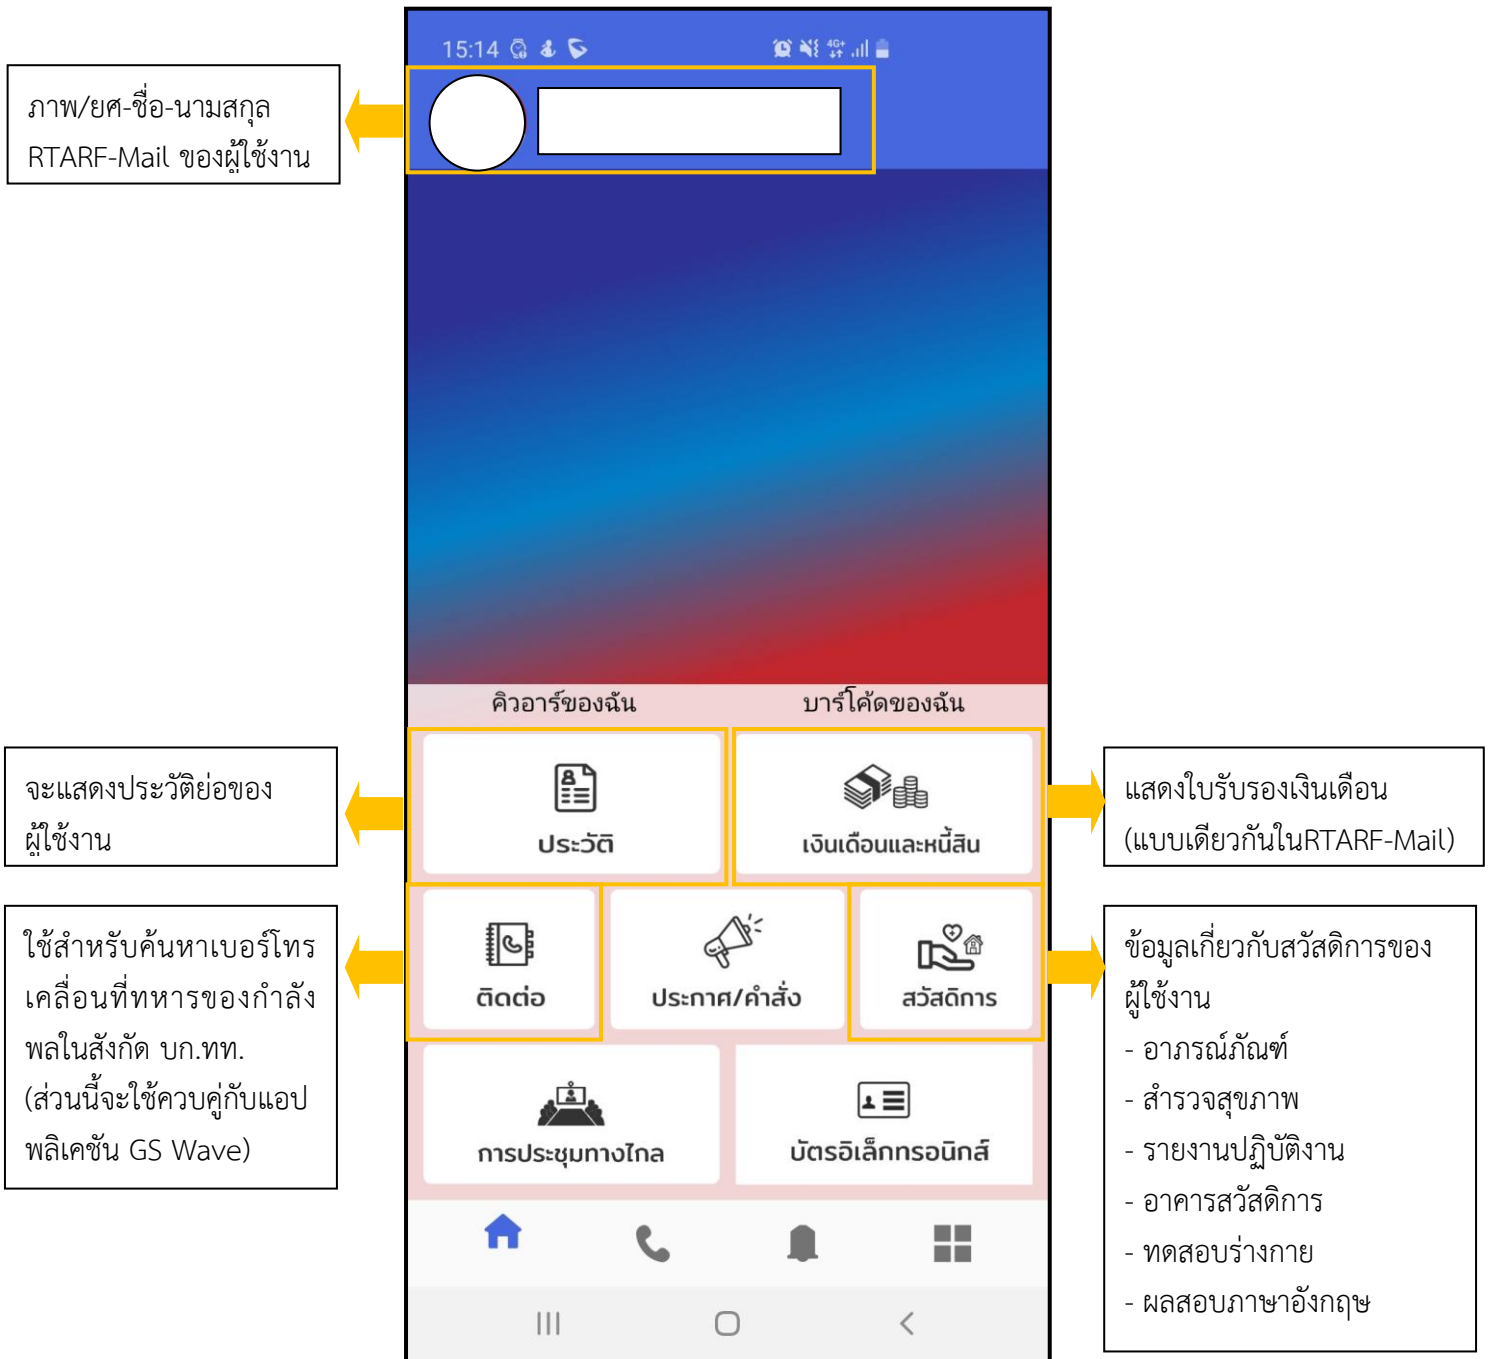 15:14
4G+
ภาพ/ยศ-ชื่อ-นามสกุล
RTARF-Mail ของผู้ใช้งาน
คิวอาร์ของฉัน
บาร์โค้ดของฉัน
จะแสดงประวัติย่อของ
ผู้ใช้งาน
ประวัติ
เงินเดือนและหนี้สิน
แสดงใบรับรองเงินเดือน
(แบบเดียวกันในRTARF-Mail)
ใช้สำหรับค้นหาเบอร์โทร
เคลื่อนที่ทหารของกำลัง
พลในสังกัด บก.ทท.
(ส่วนนี้จะใช้ควบคู่กับแอป
พลิเคชัน GS Wave)
ติดต่อ
ประกาศ/คำสั่ง
สวัสดิการ
การประชุมทางไกล
บัตรอิเล็กทรอนิกส์
ข้อมูลเกี่ยวกับสวัสดิการของ
ผู้ใช้งาน
- อาภรณ์ภัณฑ์
- สำรวจสุขภาพ
- รายงานปฏิบัติงาน
- อาคารสวัสดิการ
- ทดสอบร่างกาย
- ผลสอบภาษาอังกฤษ